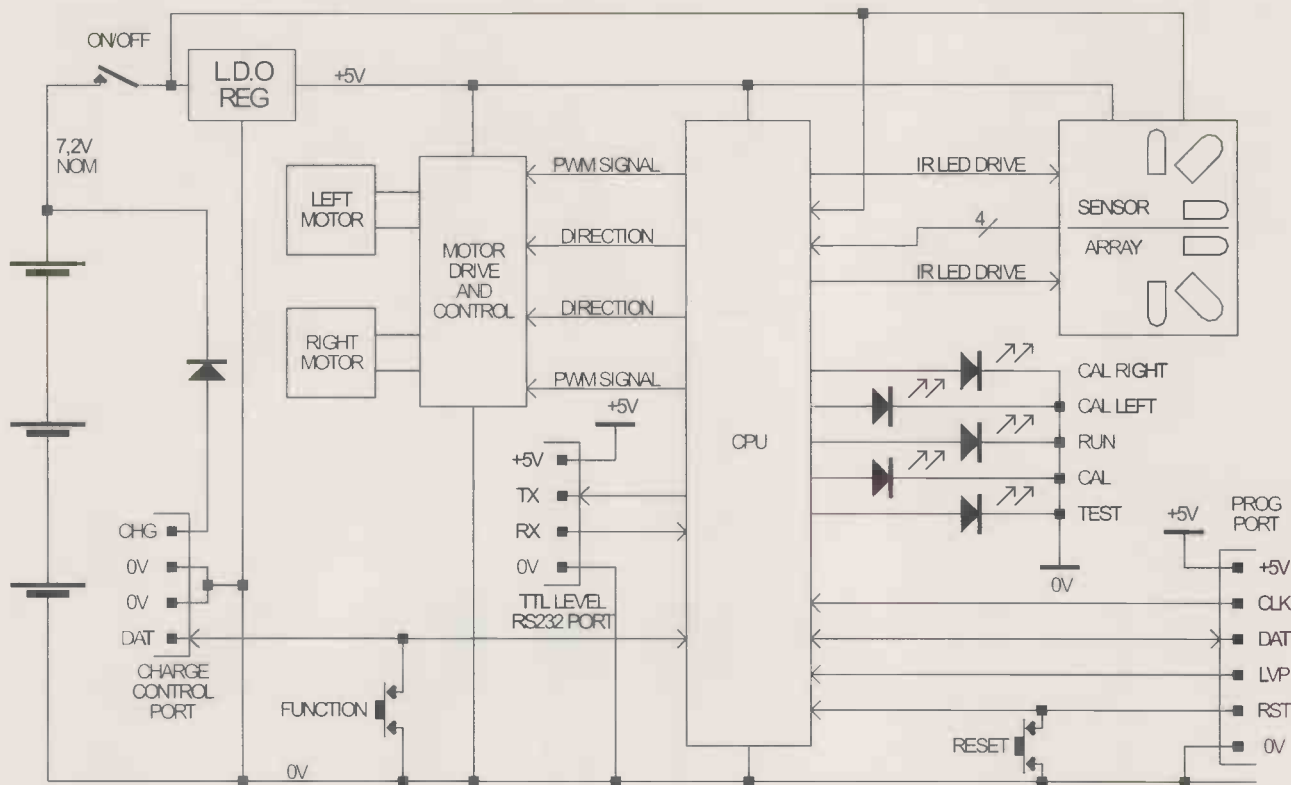 ON/OFF
L.D.O
REG
+5V
7,2V
NOM
LEFT
MOTOR
RIGHT
MOTOR
MOTOR
DRIVE
AND
CONTROL
PWM SIGNAL
DIRECTION
DIRECTION
PWM SIGNAL
CPU
IR LED DRIVE
4
IR LED DRIVE
SENSOR
ARRAY
CAL RIGHT
CAL LEFT
RUN
CAL
TEST
0V
+5V
+5V
TX
RX
0V
TTL LEVEL
RS232 PORT
CHG
0V
0V
DAT
CHARGE
CONTROL
PORT
FUNCTION
0V
RESET
PROG
PORT
+5V
+5V
CLK
DAT
LVP
RST
0V